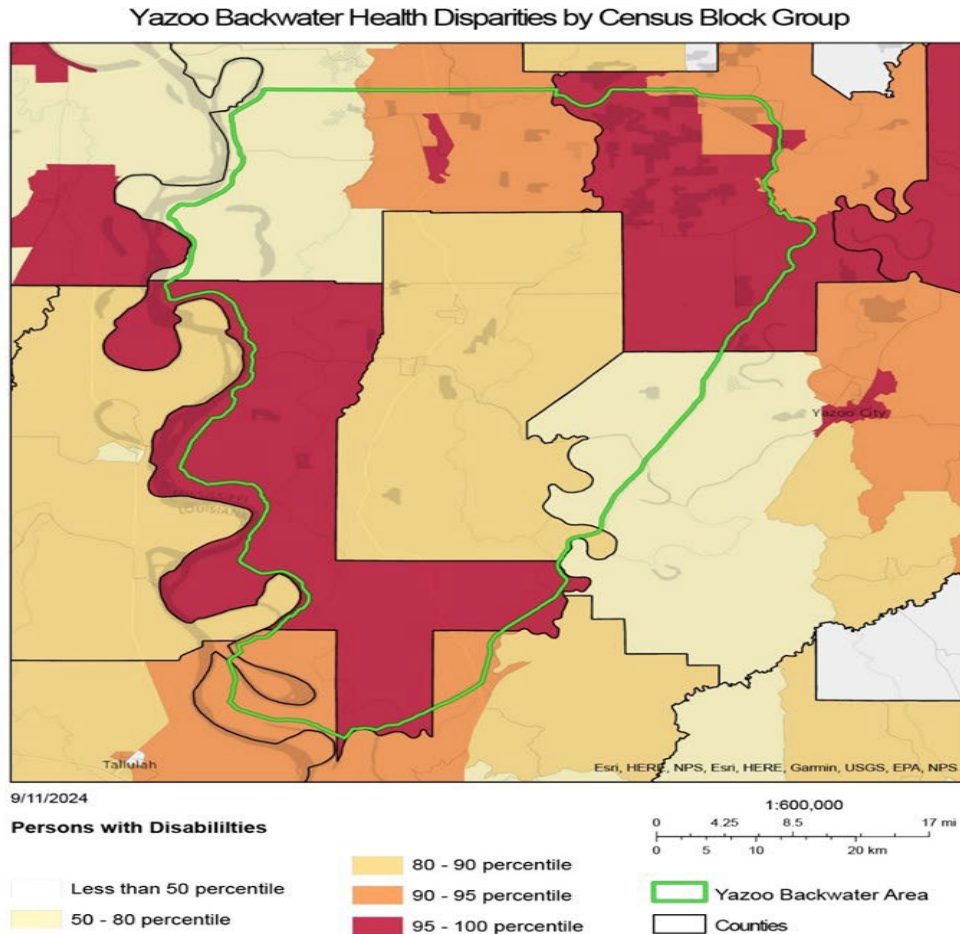 Yazoo Backwater Health Disparities by Census Block Group
Yazoo City
MISSISSIPPI
LOUISIANA
Tallulah
Esri, HERE, NPS, Esri, HERE, Garmin, USGS, EPA, NPS
9/11/2024
Persons with Disabililties
Less than 50 percentile
50 - 80 percentile
80 - 90 percentile
90 - 95 percentile
95 - 100 percentile
1:600,000
0 4.25 8.5 17 mi
0 5 10 20 km
Yazoo Backwater Area
Counties